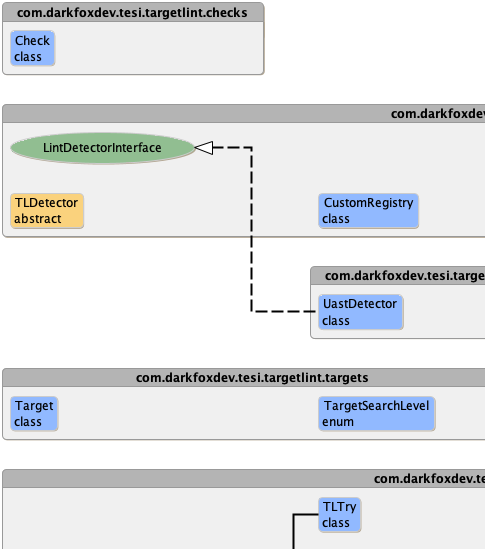 com.darkfoxdev.tesi.targetlint.checks
Check
class
com.darkfoxdev
LintDetectorInterface
TLDetector
abstract
CustomRegistry
class
com.darkfoxdev.tesi.targe
UastDetector
class
com.darkfoxdev.tesi.targetlint.targets
Target
class
TargetSearchLevel
enum
com.darkfoxdev.te
TLTry
class